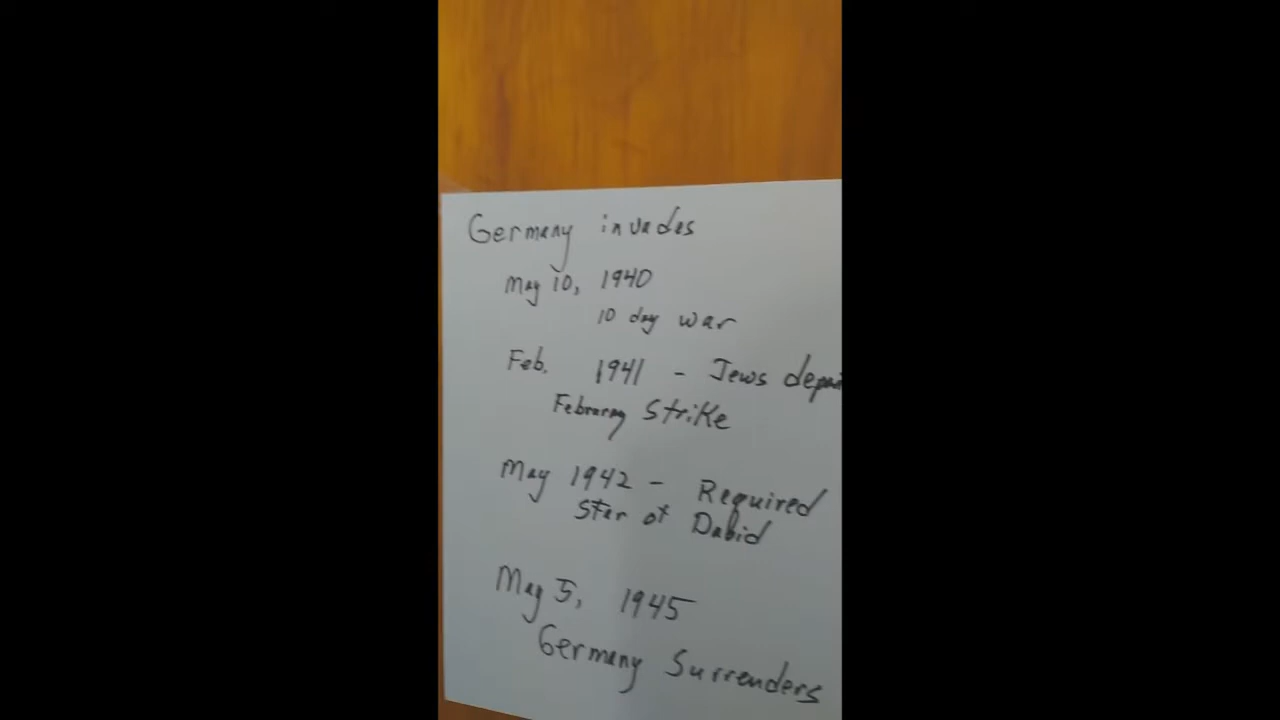 Germany invades
May 10, 1940
10 day war
Feb. 1941 - Jews
February Strike
May 1942 - Required
Star of Dabid
May 5, 1945
Germany Surrenders